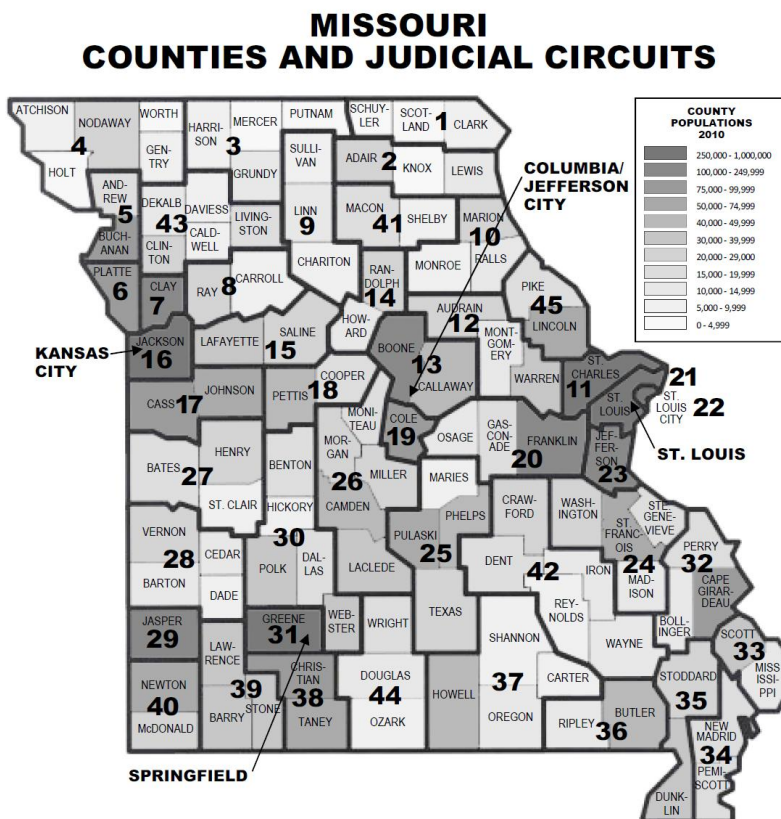 MISSOURI
COUNTIES AND JUDICIAL CIRCUITS
COUNTY
POPULATIONS
2010
250,000 - 1,000,000
100,000 - 249,999
75,000 - 99,999
50,000 - 74,999
40,000 - 49,999
30,000 - 39,999
20,000 - 29,000
15,000 - 19,999
10,000 - 14,999
5,000 - 9,999
0 - 4,999
ATCHISON
NODAWAY
WORTH
GEN-
TRY
HOLT
4
HARRI-
SON
MERCER
PUTNAM
3
GRUNDY
SULLI-
VAN
LINN
9
CHARITON
SCHUY-
LER
SCOT-
LAND
1
CLARK
ADAIR
2
KNOX
LEWIS
COLUMBIA/
JEFFERSON
CITY
AND-
REW
5
BUCH-
ANAN
DEKALB
43
DAVIESS
CLIN-
TON
CALD-
WELL
LIVING-
STON
MACON
41
SHELBY
MARION
10
RALLS
MONROE
PLATTE
6
CLAY
7
RAY
8
CARROLL
RAN-
DOLPH
14
HOW-
ARD
AUDRAIN
12
PIKE
45
LINCOLN
MONT-
GOM-
ERY
WARREN
KANSAS
CITY
JACKSON
16
LAFAYETTE
SALINE
15
BOONE
13
CALLAWAY
ST.
CHARLES
11
21
ST.
LOUIS
ST.
LOUIS
CITY
22
ST. LOUIS
CASS
17
JOHNSON
PETTIS
18
COOPER
MONI-
TEAU
COLE
19
OSAGE
GAS-
CON-
ADE
20
FRANKLIN
JEF-
FER-
SON
23
BATES
27
HENRY
ST. CLAIR
BENTON
HICKORY
30
MOR-
GAN
26
MILLER
CAMDEN
MARIES
PHELPS
PULASKI
25
CRAW-
FORD
WASH-
INGTON
STE.
GENE-
VIEVE
ST.
FRANC-
OIS
24
MAD-
ISON
PERRY
32
CAPE
GIRAR-
DEAU
BOLL-
INGER
VERNON
28
BARTON
CEDAR
DADE
POLK
DAL-
LAS
LACLEDE
DENT
42
IRON
REY-
NOLDS
WAYNE
TEXAS
JASPER
29
GREENE
31
WEB-
STER
WRIGHT
SHANNON
37
CARTER
OREGON
SCOTT
33
MISS-
ISSI-
PPI
LAW-
RENCE
39
BARRY
STONE
CHRIS-
TIAN
38
TANEY
DOUGLAS
44
OZARK
HOWELL
RIPLEY
36
BUTLER
STODDARD
35
NEWTON
40
McDONALD
SPRINGFIELD
NEW
MADRID
34
PEMI-
SCOTT
DUNK-
LIN